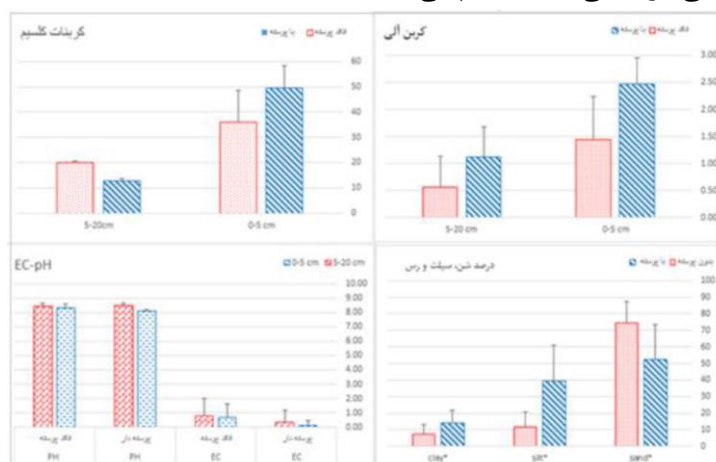 کربنات کلسیم
با پوسته فاقد پوسته
60
50
40
30
20
10
0
5-20cm 0-5 cm
کربن آلی
با پوسته فاقد پوسته
3.00
2.50
2.00
1.50
1.00
0.50
0.00
5-20 cm 0-5 cm
EC-pH
0-5 cm 5-20 cm
10.00
9.00
8.00
7.00
6.00
5.00
4.00
3.00
2.00
1.00
0.00
فاقد پوسته پوسته دار فاقد پوسته پوسته دار
PH PH EC EC
درصد شن، سیلت و رس
با پوسته بدون پوسته
100
90
80
70
60
50
40
30
20
10
0
clay* silt* sand*